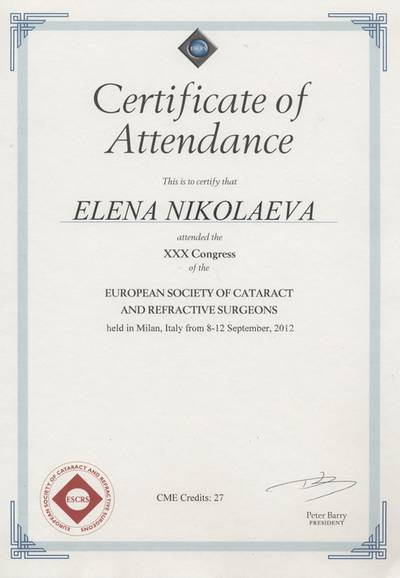 ESCRS
Certificate of
Attendance
This is to certify that
ELENA NIKOLAEVA
attended the
XXX Congress
of the
EUROPEAN SOCIETY OF CATARACT
AND REFRACTIVE SURGEONS
held in Milan, Italy from 8-12 September, 2012
EUROPEAN SOCIETY OF CATARACT AND REFRACTIVE SURGEONS
ESCRS
CME Credits: 27
Peter Barry
PRESIDENT